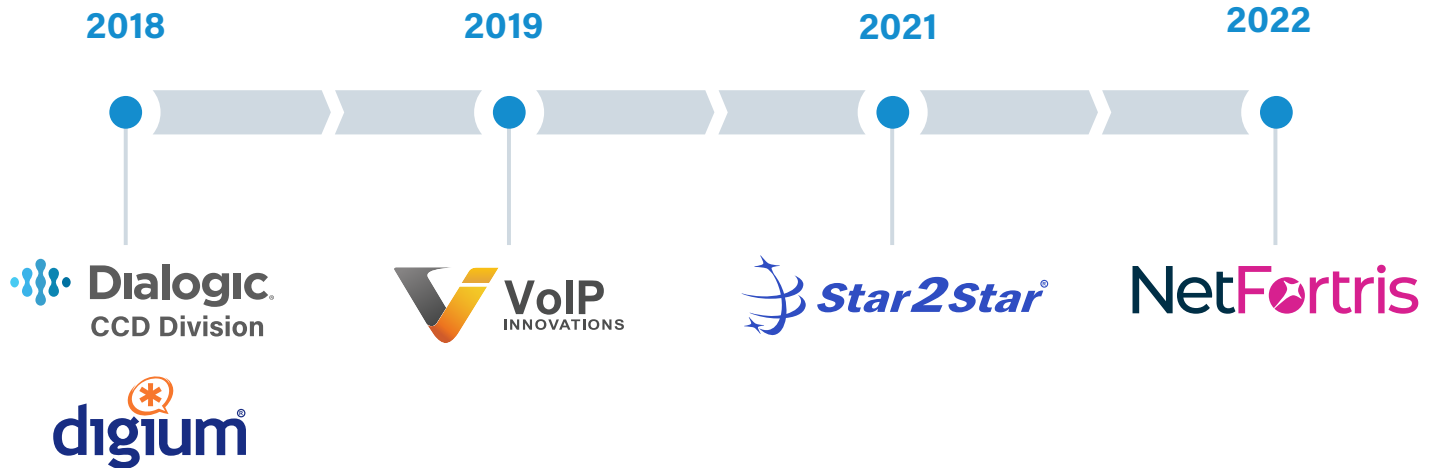 2018
2019
2021
2022
Dialogic®
CCD Division
digium®
VoIP
INNOVATIONS
Star2Star®
NetFortris